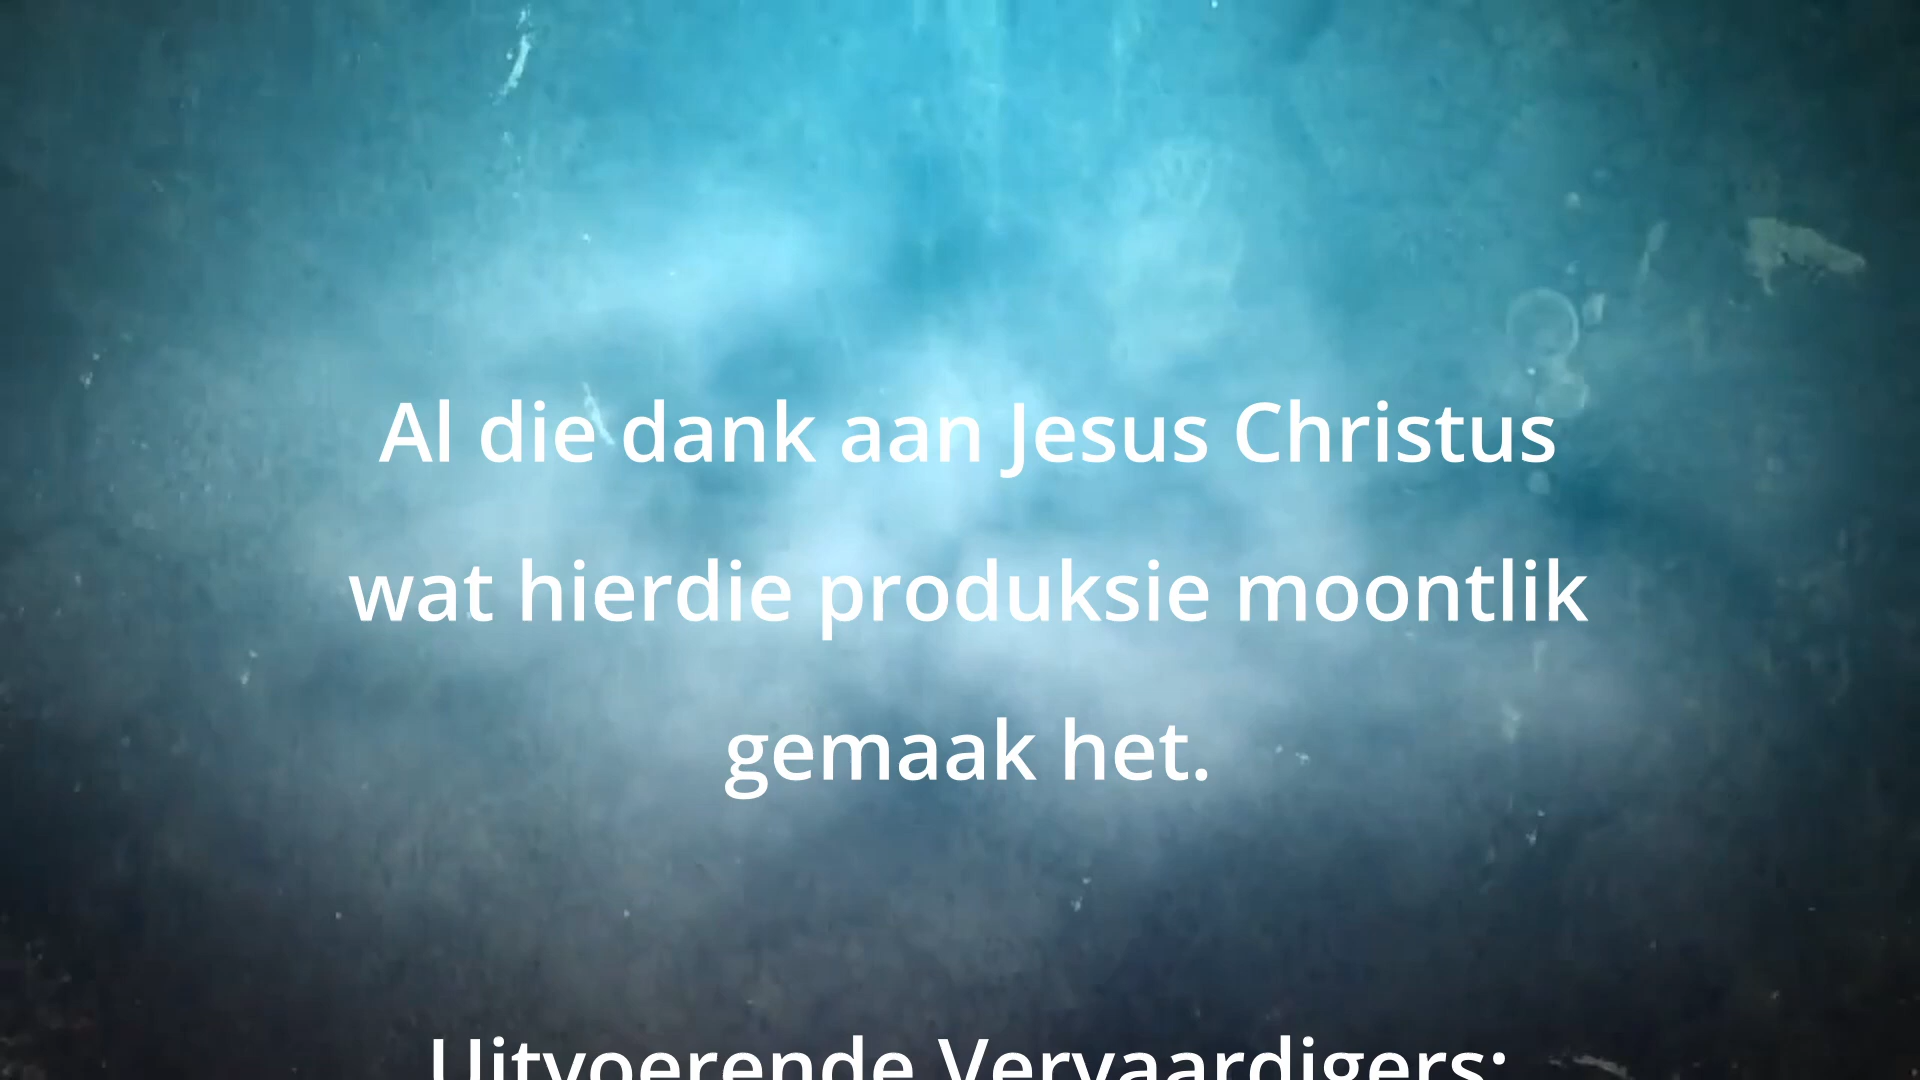 Al die dank aan Jesus Christus
wat hierdie produksie moontlik
gemaak het.
Uitvoerende Vervaardigers: